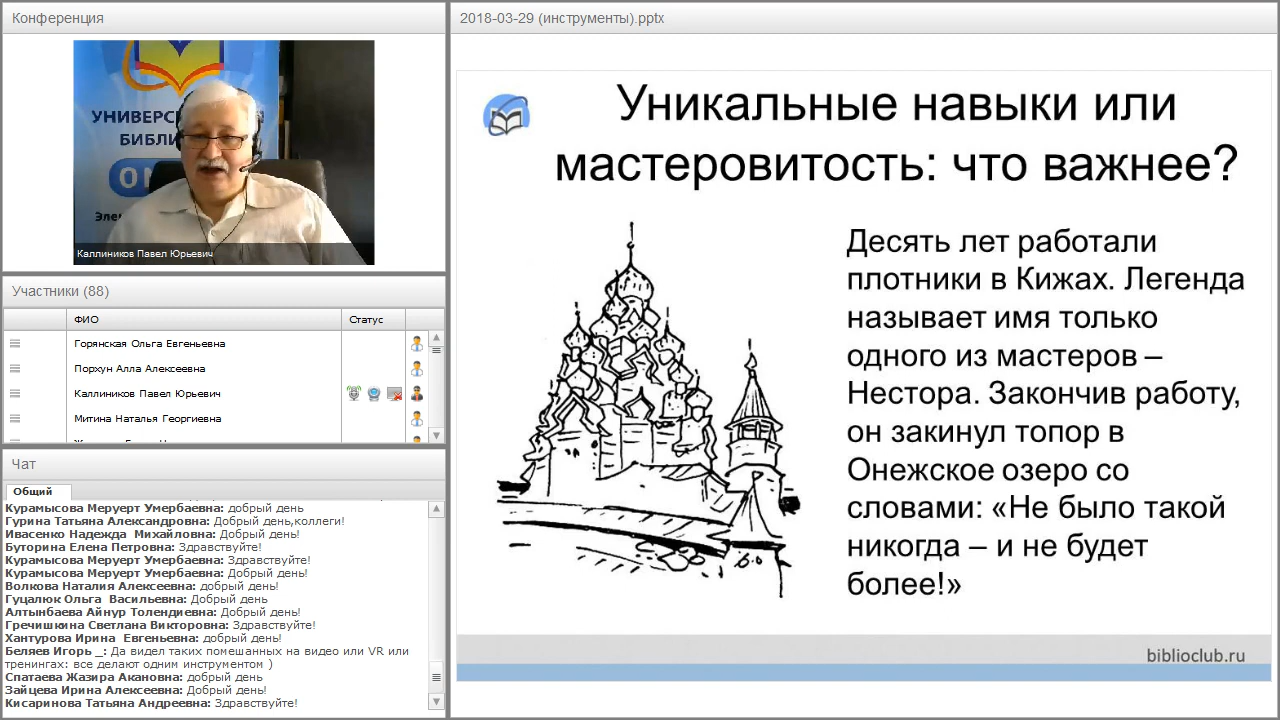 Конференция
УНИВЕРС
БИБЛИ
Каллиников Павел Юрьевич
Участники (88)
ФИО Статус
Горянская Ольга Евгеньевна
Порхун Алла Алексеевна
Каллиников Павел Юрьевич
Митина Наталья Георгиевна
Чат
Общий
Курамысова Меруерт Умербаевна: добрый день
Гурина Татьяна Александровна: Добрый день,коллеги!
Ивасенко Надежда Михайловна: Добрый день!
Буторина Елена Петровна: Здравствуйте!
Курамысова Меруерт Умербаевна: Здравствуйте!
Курамысова Меруерт Умербаевна: Добрый день!
Волкова Наталия Алексеевна: добрый день!
Гуцалюк Ольга Васильевна: Добрый день
Алтынбаева Айнур Толендиевна: Добрый день!
Гречишкина Светлана Викторовна: Здравствуйте!
Хантурова Ирина Евгеньевна: добрый день!
Беляев Игорь _: Да видел таких помешанных на видео или VR или
тренингах: все делают одним инструментом )
Спатаева Жазира Акановна: добрый день
Зайцева Ирина Алексеевна: Добрый день!
Кисаринова Татьяна Андреевна: Здравствуйте!
2018-03-29 (инструменты).pptx
Уникальные навыки или
мастеровитость: что важнее?
Десять лет работали
плотники в Кижах. Легенда
называет имя только
одного из мастеров –
Нестора. Закончив работу,
он закинул топор в
Онежское озеро со
словами: «Не было такой
никогда – и не будет
более!»
biblioclub.ru